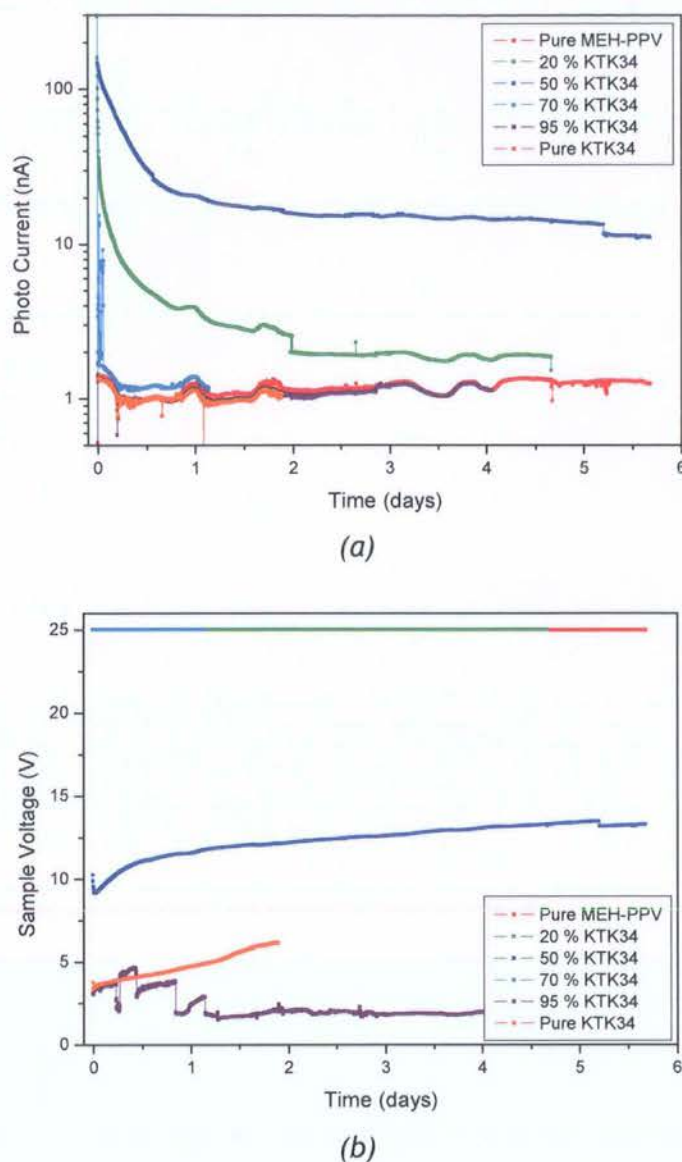 Pure MEH-PPV
20 % KTK34
50 % KTK34
70 % KTK34
95 % KTK34
Pure KTK34
Photo Current (nA)
100
10
1
0 1 2 3 4 5 6
Time (days)
(a)
Sample Voltage (V)
25
20
15
10
5
0
Pure MEH-PPV
20 % KTK34
50 % KTK34
70 % KTK34
95 % KTK34
Pure KTK34
0 1 2 3 4 5 6
Time (days)
(b)